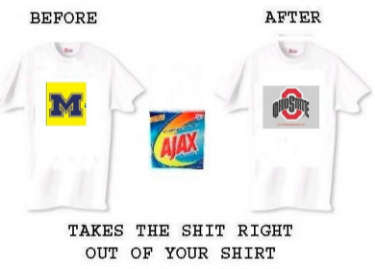 BEFORE
AFTER
M
AJAX
OHIO STATE
TAKES THE SHIT RIGHT
OUT OF YOUR SHIRT